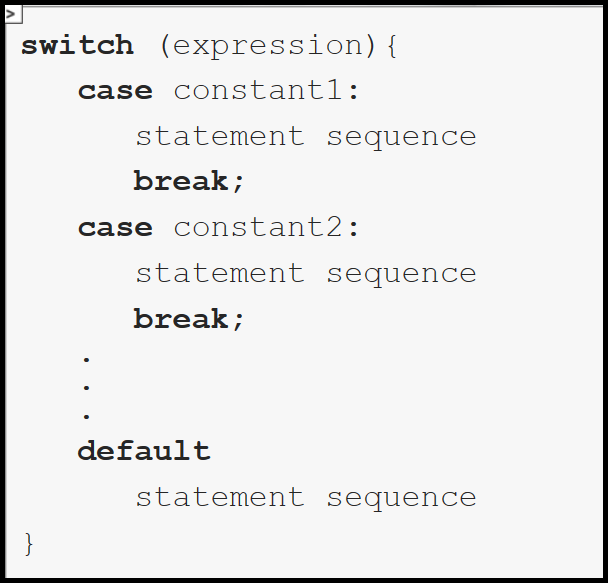 >
switch (expression){
case constant1:
statement sequence
break;
case constant2:
statement sequence
break;
.
.
.
default
statement sequence
}